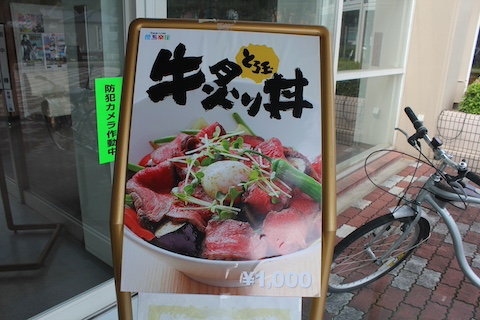 とろ玉
牛炙り丼
¥1,000
防犯カメラ作動中